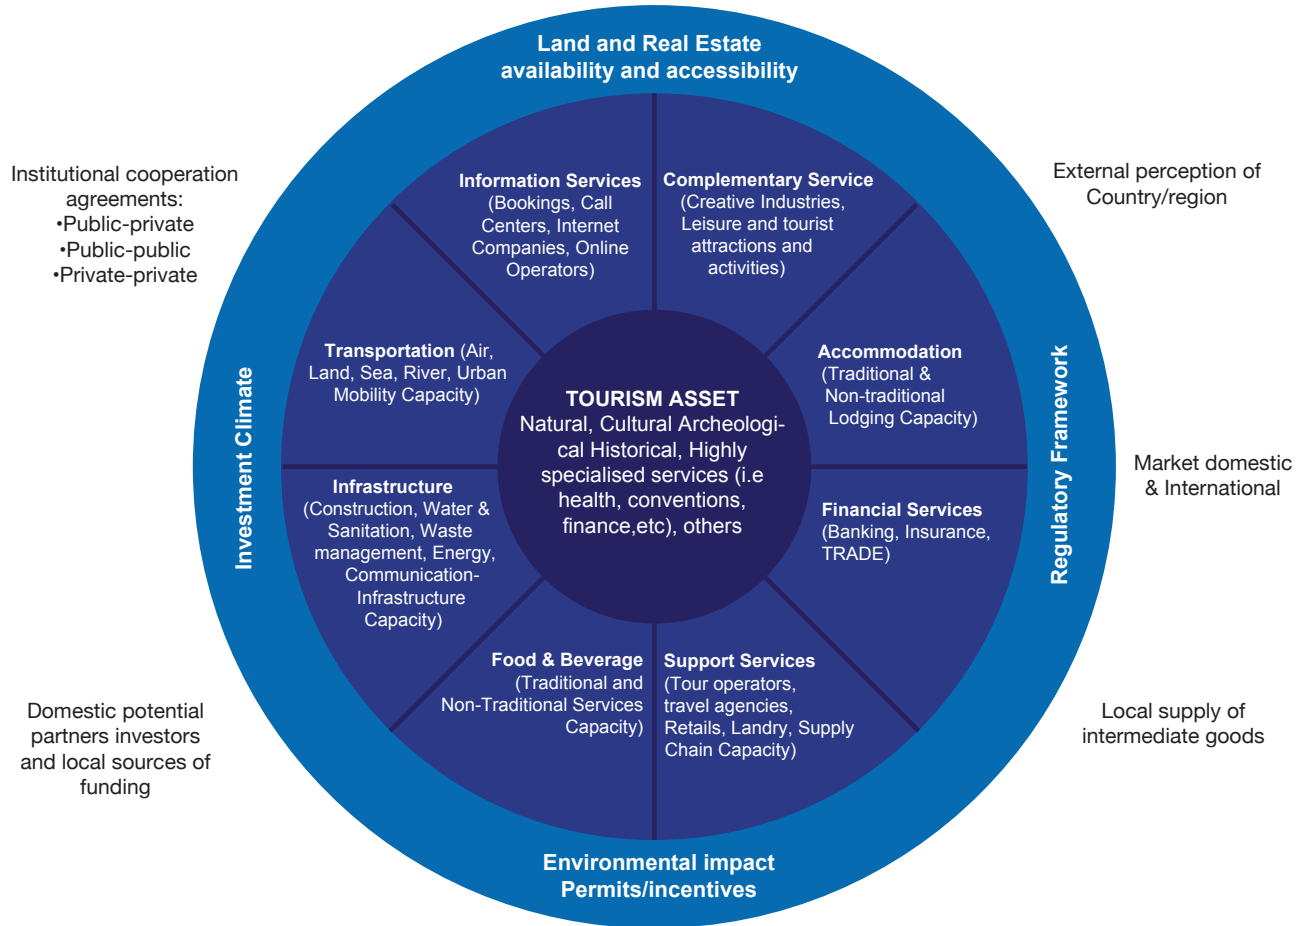 Land and Real Estate
availability and accessibility
Institutional cooperation
agreements:
•Public-private
•Public-public
•Private-private
External perception of
Country/region
Information Services
(Bookings, Call
Centers, Internet
Companies, Online
Operators)
Complementary Service
(Creative Industries,
Leisure and tourist
attractions and
activities)
Transportation (Air,
Land, Sea, River, Urban
Mobility Capacity)
Accommodation
(Traditional &
Non-traditional
Lodging Capacity)
Investment Climate
TOURISM ASSET
Natural, Cultural Archeologi-
cal Historical, Highly
specialised services (i.e
health, conventions,
finance,etc), others
Regulatory Framework
Market domestic
& International
Infrastructure
(Construction, Water &
Sanitation, Waste
management, Energy,
Communication-
Infrastructure
Capacity)
Financial Services
(Banking, Insurance,
TRADE)
Food & Beverage
(Traditional and
Non-Traditional Services
Capacity)
Support Services
(Tour operators,
travel agencies,
Retails, Landry, Supply
Chain Capacity)
Domestic potential
partners investors
and local sources of
funding
Local supply of
intermediate goods
Environmental impact
Permits/incentives